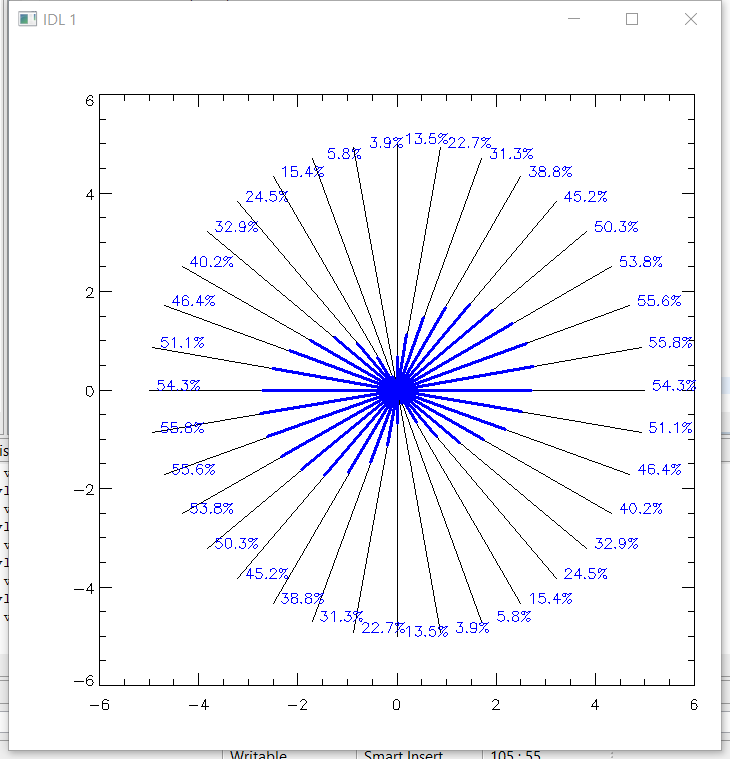 IDL 1
6
3.9% 13.5% 22.7%
5.8% 31.3%
15.4% 38.8%
4 24.5% 45.2%
32.9% 50.3%
40.2% 53.8%
2 46.4% 55.6%
51.1% 55.8%
0 54.3% 54.3%
55.8% 51.1%
55.6% 46.4%
-2 53.8% 40.2%
50.3% 32.9%
45.2% 24.5%
-4 38.8% 15.4%
31.3% 5.8%
22.7% 13.5% 3.9%
-6
-6 -4 -2 0 2 4 6
Writable Smart Insert 105 : 55